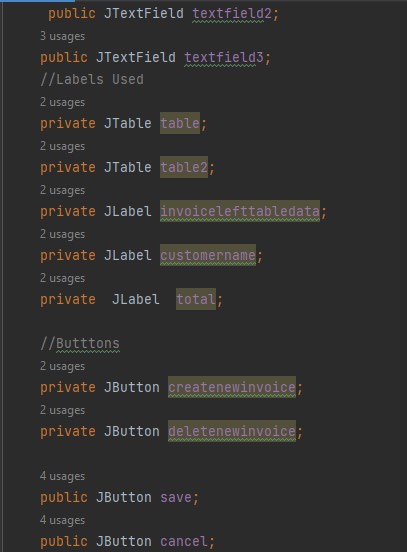 public JTextField textfield2;
3 usages
public JTextField textfield3;
//Labels Used
2 usages
private JTable table;
2 usages
private JTable table2;
2 usages
private JLabel invoicelefttabledata;
2 usages
private JLabel customername;
2 usages
private  JLabel  total;
//Butttons
2 usages
private JButton createnewinvoice;
2 usages
private JButton deletenewinvoice;
4 usages
public JButton save;
4 usages
public JButton cancel;